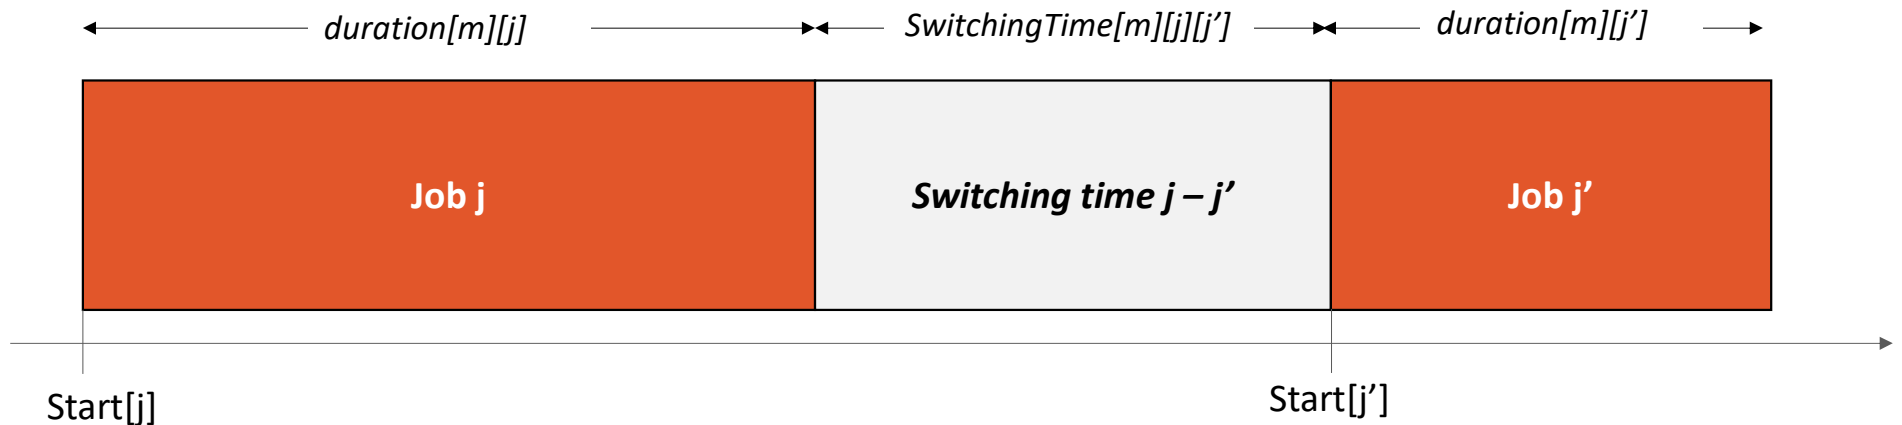 duration[m][j] SwitchingTime[m][j][j’] duration[m][j’]
Job j Switching time j – j’ Job j’
Start[j] Start[j’]